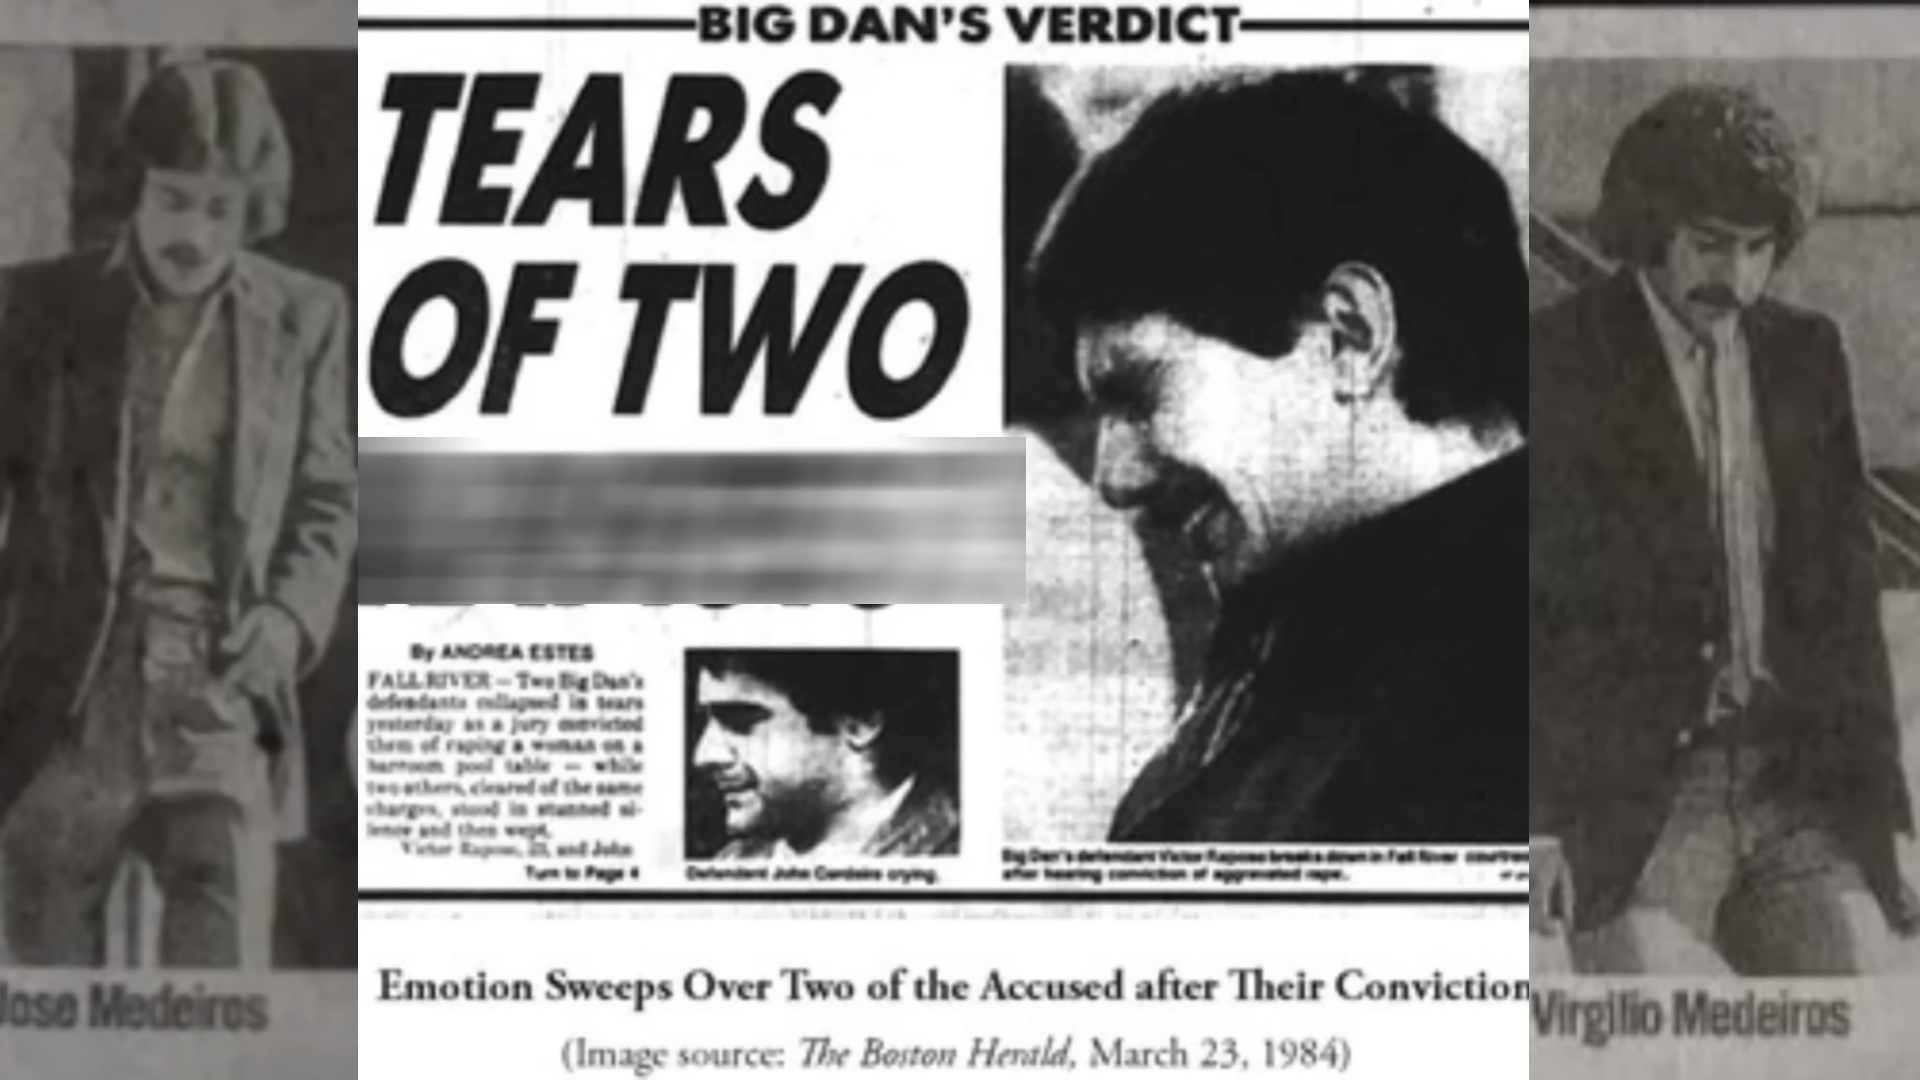 BIG DAN'S VERDICT
TEARS
OF TWO
By ANDREA ESTES
FALL RIVER — Two Big Dan's
defendants collapsed in tears
yesterday as a jury convicted
them of raping a woman on a
barroom pool table — while
two others, cleared of the same
charges, stood in stunned si-
lence and then wept.
Victor Raposo, 23, and John
Turn to Page 4
Defendant John Cordeiro crying.
Big Dan's defendant Victor Raposo breaks down in Fall River
after hearing conviction of aggravated rape.
Emotion Sweeps Over Two of the Accused after Their Conviction
(Image source: The Boston Herald, March 23, 1984)
Jose Medeiros
Virgilio Medeiros